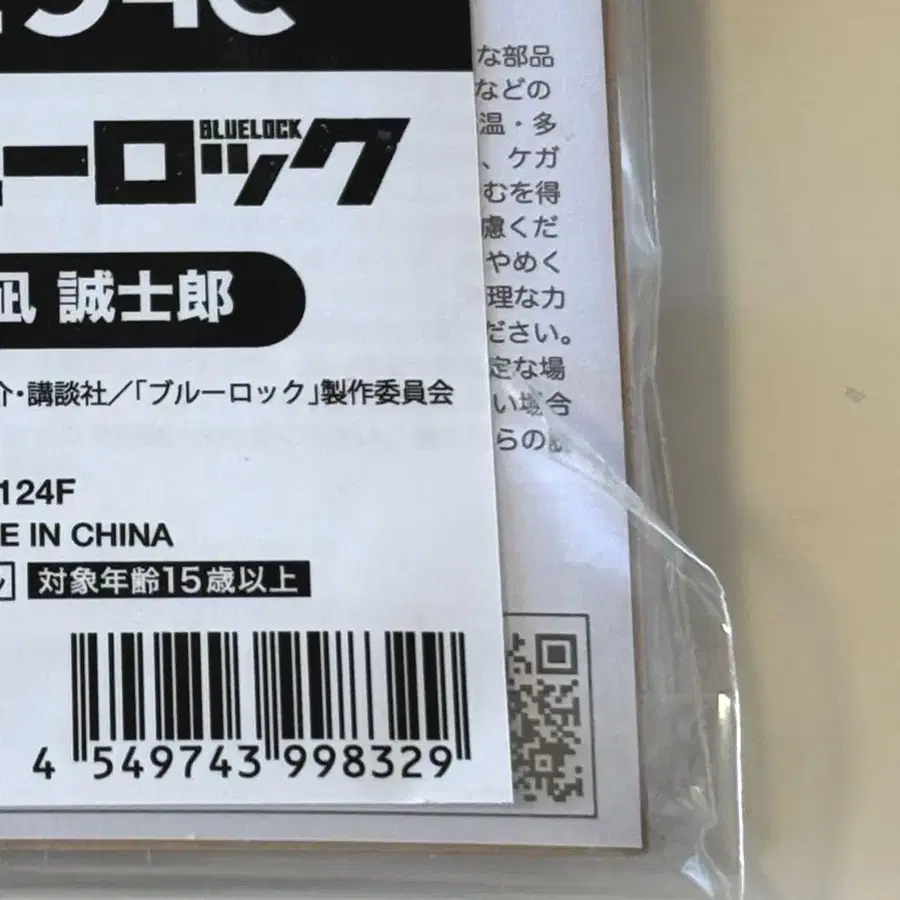 BLUELOCK
ーロック
凪 誠士郎
介・講談社／「ブルーロック」製作委員会
124F
E IN CHINA
対象年齢15歳以上
4 549743 998329
な部品
などの
温・多
、ケガ
むを得
慮くだ
やめく
理な力
ださい。
定な場
い場合
らの